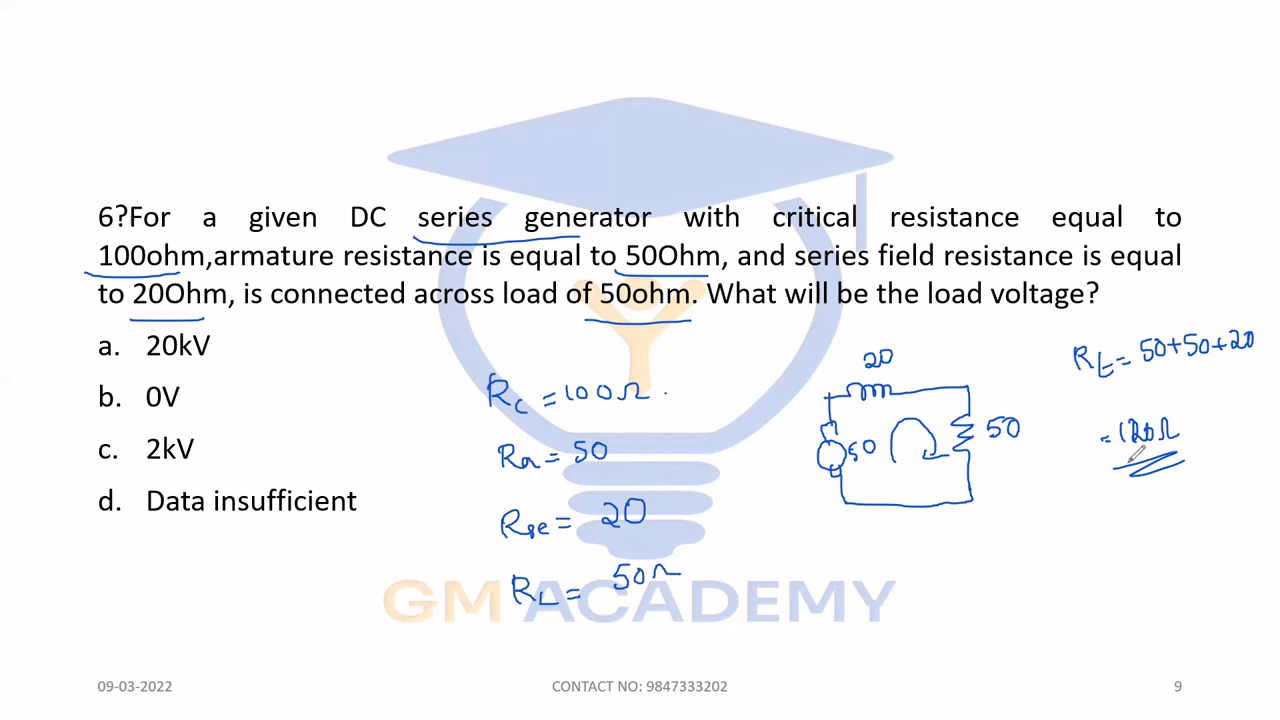 6?For a given DC series generator with critical resistance equal to
100ohm,armature resistance is equal to 50Ohm, and series field resistance is equal
to 20Ohm, is connected across load of 50ohm. What will be the load voltage?
a. 20kV
b. 0V
c. 2kV
d. Data insufficient
Rc = 100Ω.
Ra = 50
Rse = 20
RL = 50Ω
20
50
50
Rt = 50+50+20
= 120Ω
GM ACADEMY
09-03-2022
CONTACT NO: 9847333202
9